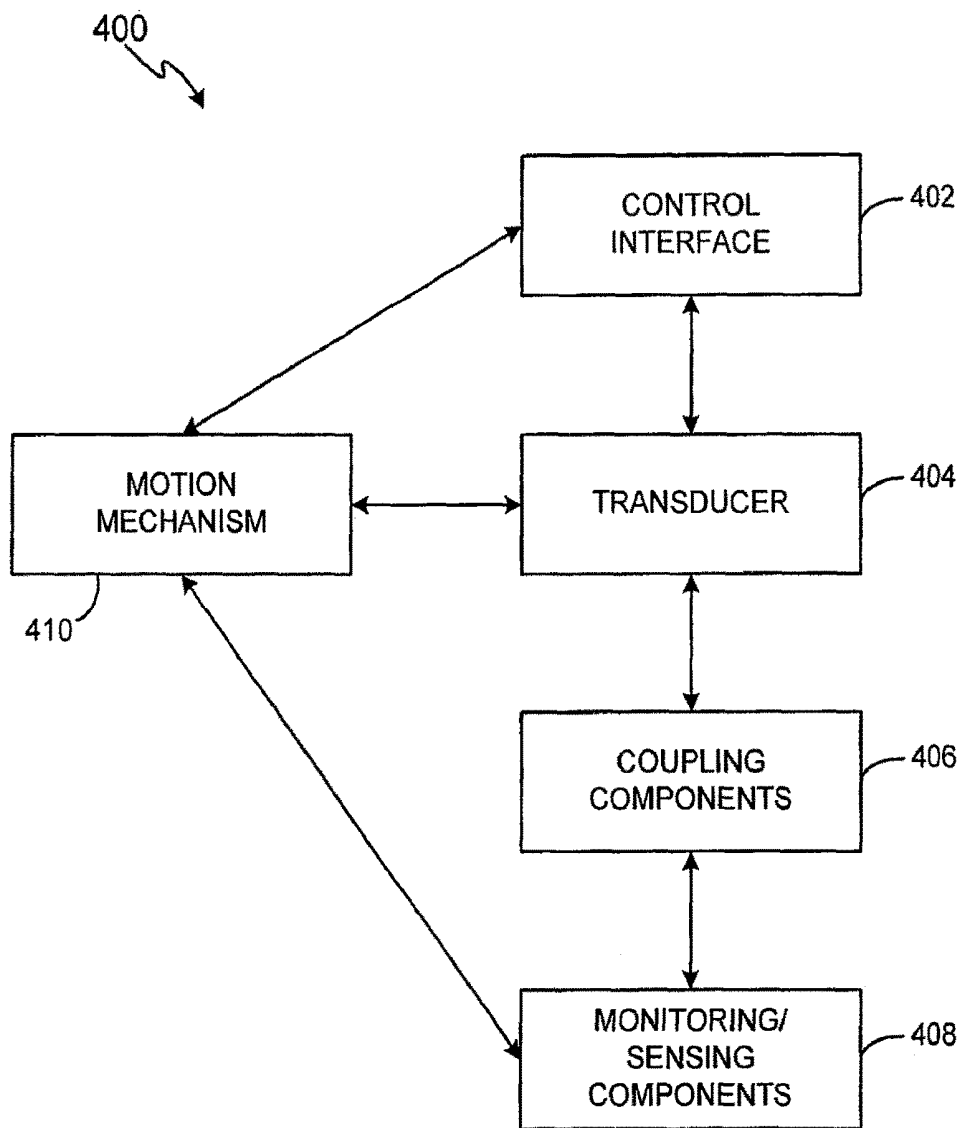 400
CONTROL
INTERFACE
402
MOTION
MECHANISM
410
TRANSDUCER
404
COUPLING
COMPONENTS
406
MONITORING/
SENSING
COMPONENTS
408